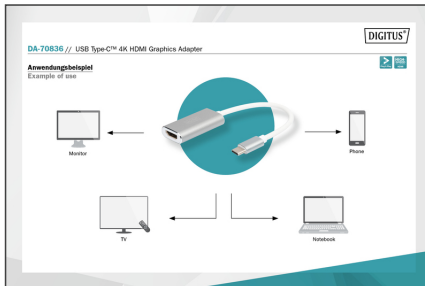 DIGITUS®
DA-70836 // USB Type-C™ 4K HDMI Graphics Adapter
Anwendungsbeispiel
Example of use
Monitor
Phone
TV
Notebook